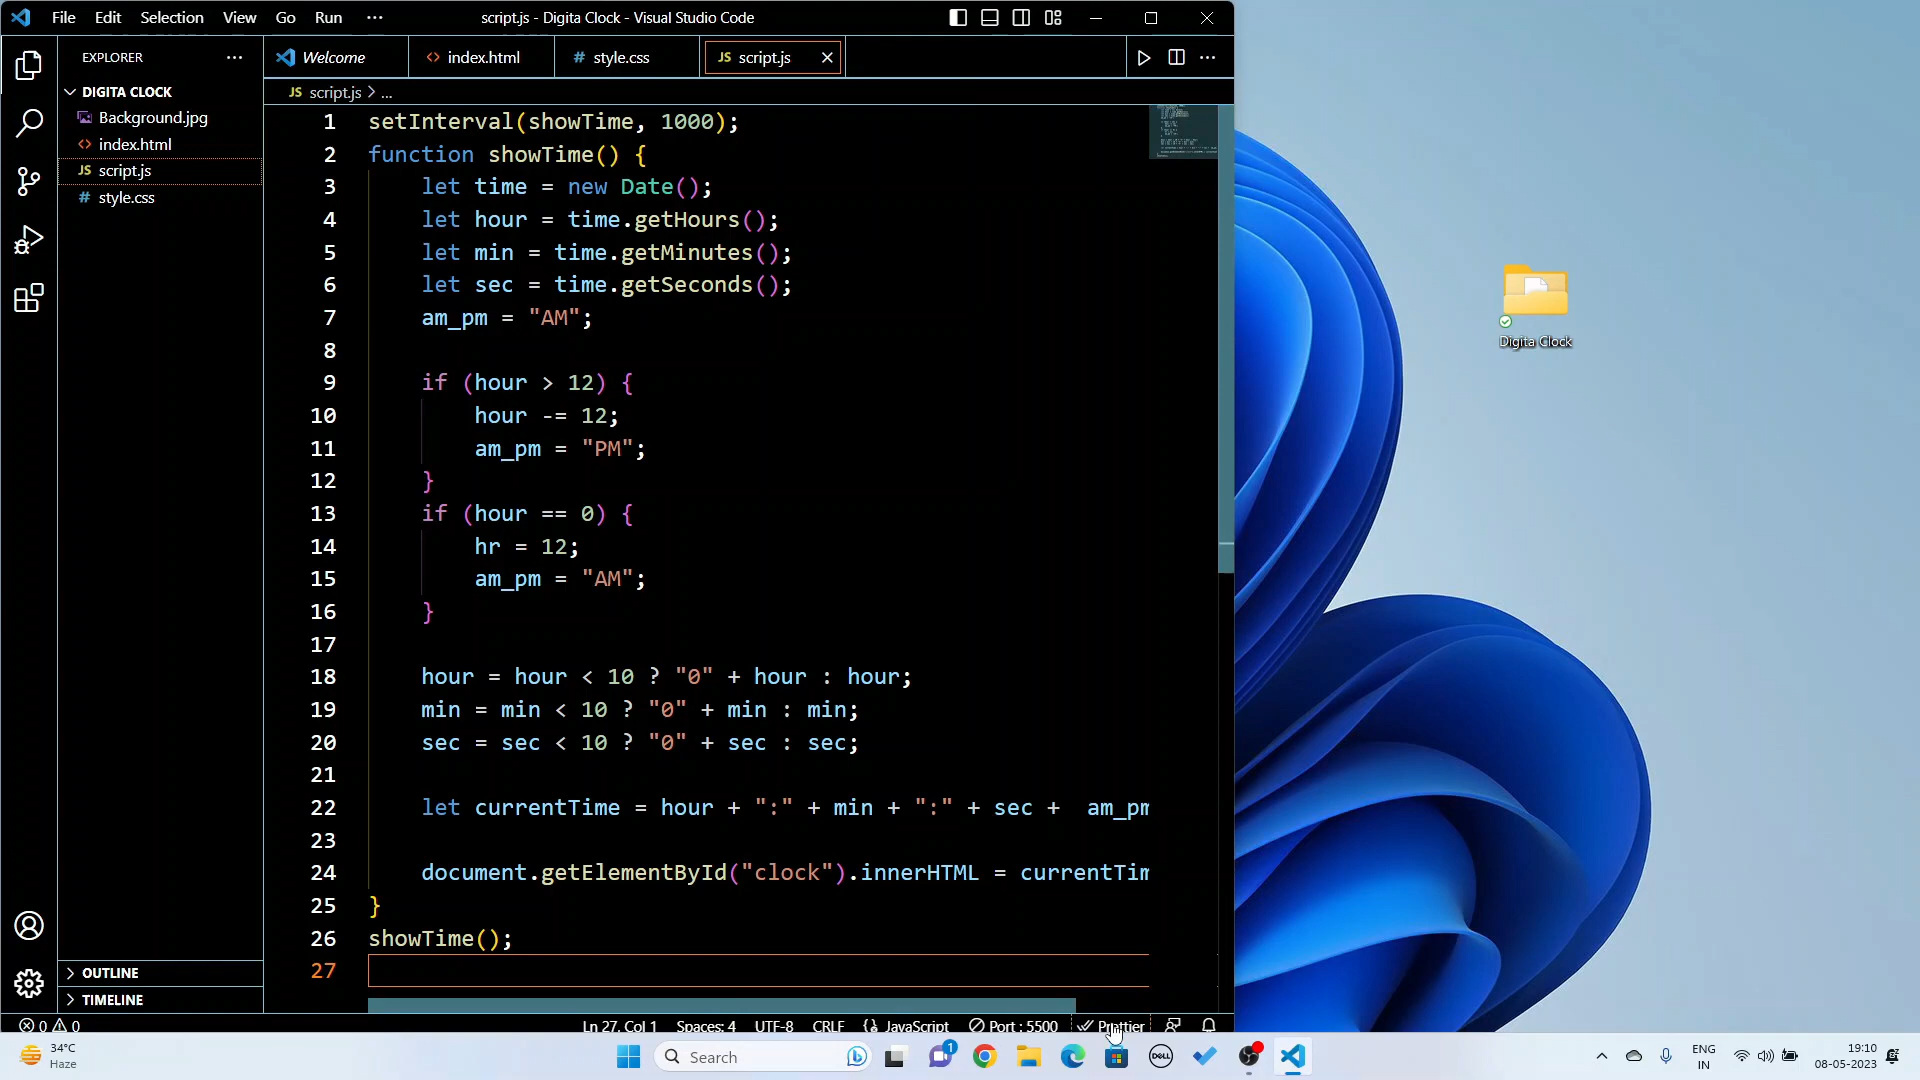 File Edit Selection View Go Run ··· script.js - Digita Clock - Visual Studio Code
EXPLORER ···
Welcome index.html style.css JS script.js
DIGITA CLOCK
JS script.js > ...
Background.jpg
index.html
JS script.js
# style.css
1 setInterval(showTime, 1000);
2 function showTime() {
3 let time = new Date();
4 let hour = time.getHours();
5 let min = time.getMinutes();
6 let sec = time.getSeconds();
7 am_pm = "AM";
8
9 if (hour > 12) {
10 hour -= 12;
11 am_pm = "PM";
12 }
13 if (hour == 0) {
14 hr = 12;
15 am_pm = "AM";
16 }
17
18 hour = hour < 10 ? "0" + hour : hour;
19 min = min < 10 ? "0" + min : min;
20 sec = sec < 10 ? "0" + sec : sec;
21
22 let currentTime = hour + ":" + min + ":" + sec + am_pm
23
24 document.getElementById("clock").innerHTML = currentTim
25 }
26 showTime();
27
OUTLINE
TIMELINE
0 0 Ln 27, Col 1 Spaces: 4 UTF-8 CRLF JavaScript Port : 5500 Prettier
Digita Clock
34°C
Haze
Search
1
DELL
ENG
IN
19:10
08-05-2023